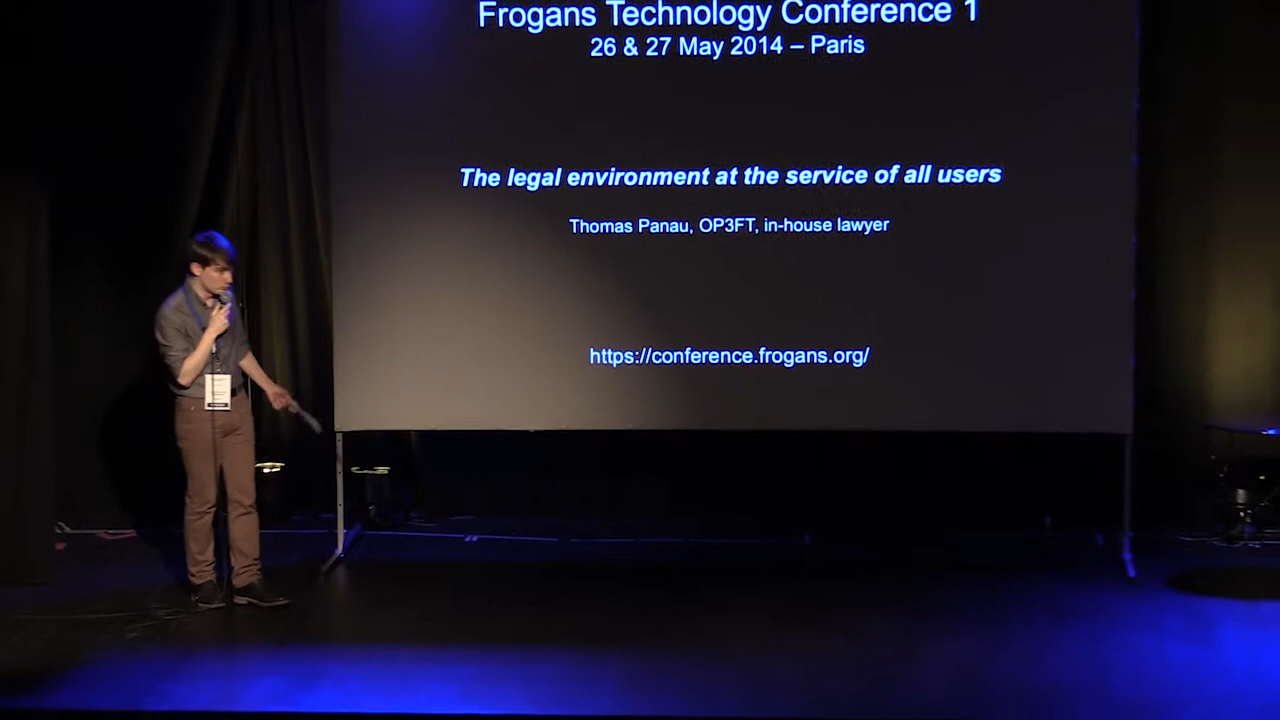 Frogans Technology Conference 1
26 & 27 May 2014 – Paris
The legal environment at the service of all users
Thomas Panau, OP3FT, in-house lawyer
https://conference.frogans.org/